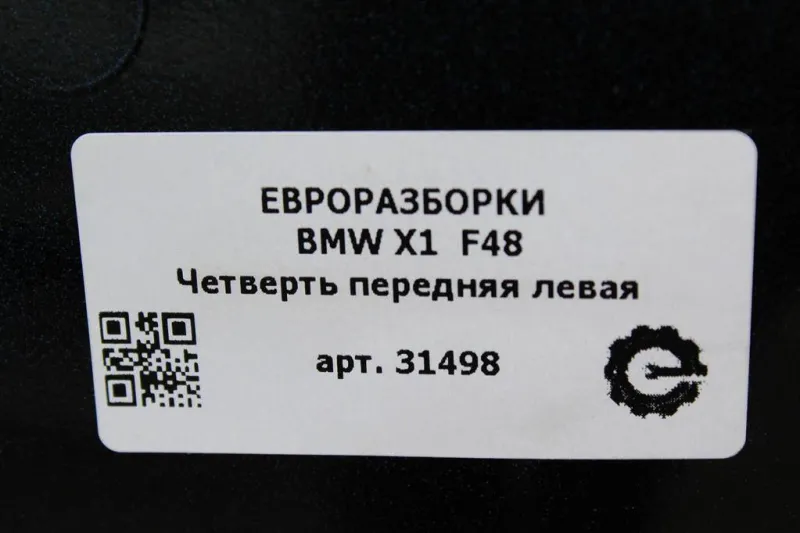 ЕВРОРАЗБОРКИ
BMW X1 F48
Четверть передняя левая
арт. 31498